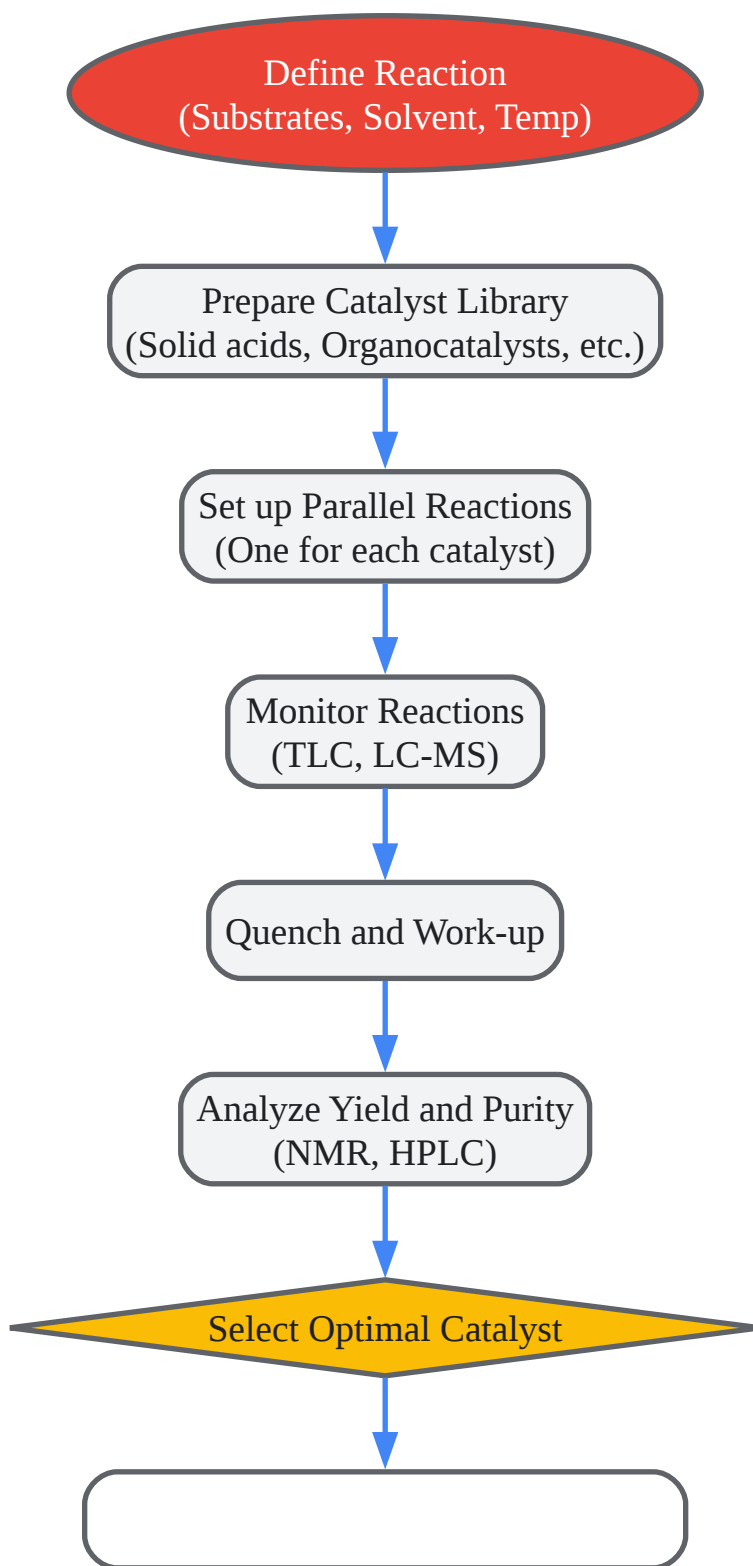 Define Reaction
(Substrates, Solvent, Temp)
Prepare Catalyst Library
(Solid acids, Organocatalysts, etc.)
Set up Parallel Reactions
(One for each catalyst)
Monitor Reactions
(TLC, LC-MS)
Quench and Work-up
Analyze Yield and Purity
(NMR, HPLC)
Select Optimal Catalyst